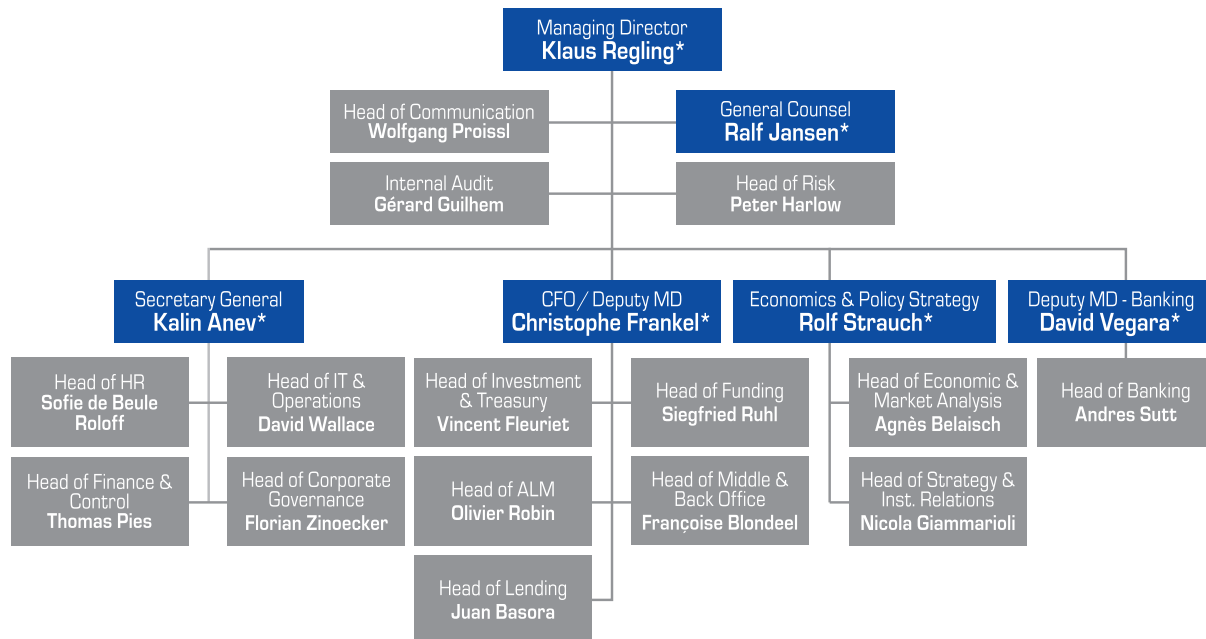 Managing Director
Klaus Regling*
Head of Communication
Wolfgang Proissl
General Counsel
Ralf Jansen*
Internal Audit
Gérard Guilhem
Head of Risk
Peter Harlow
Secretary General
Kalin Anev*
CFO / Deputy MD
Christophe Frankel*
Economics & Policy Strategy
Rolf Strauch*
Deputy MD - Banking
David Vegara*
Head of HR
Sofie de Beule
Roloff
Head of IT &
Operations
David Wallace
Head of Investment
& Treasury
Vincent Fleuriet
Head of Funding
Siegfried Ruhl
Head of Economic &
Market Analysis
Agnès Belaisch
Head of Banking
Andres Sutt
Head of Finance &
Control
Thomas Pies
Head of Corporate
Governance
Florian Zinoecker
Head of ALM
Olivier Robin
Head of Middle &
Back Office
Françoise Blondeel
Head of Strategy &
Inst. Relations
Nicola Giammarioli
Head of Lending
Juan Basora